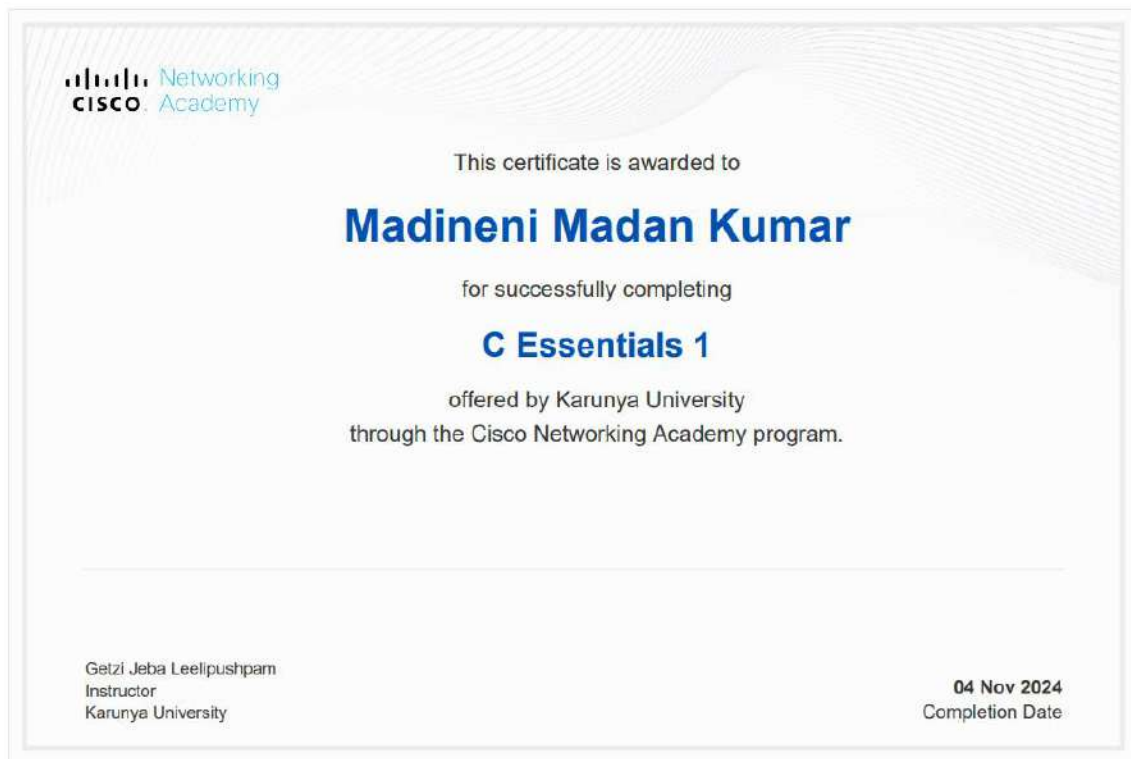 Networking
CISCO. Academy
This certificate is awarded to
Madineni Madan Kumar
for successfully completing
C Essentials 1
offered by Karunya University
through the Cisco Networking Academy program.
Getzi Jeba Leelipushpam
Instructor
Karunya University
04 Nov 2024
Completion Date